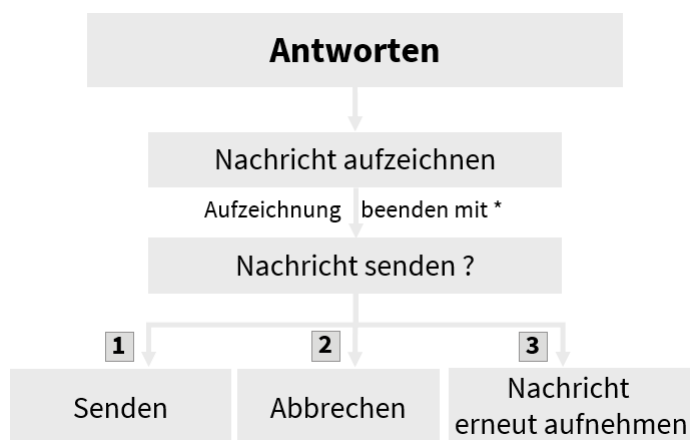 Antworten
Nachricht aufzeichnen
Aufzeichnung beenden mit *
Nachricht senden ?
1 2 3
Senden
Abbrechen
Nachricht
erneut aufnehmen